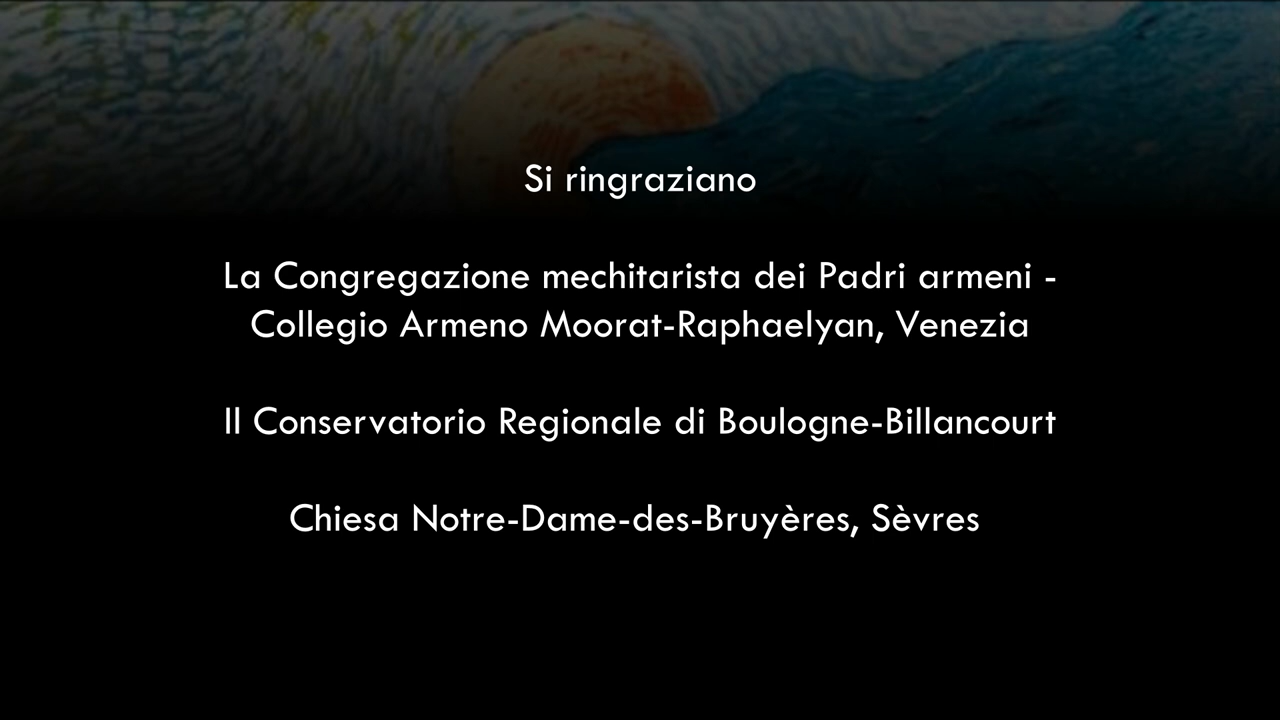 Si ringraziano
La Congregazione mechitarista dei Padri armeni -
Collegio Armeno Moorat-Raphaelyan, Venezia
Il Conservatorio Regionale di Boulogne-Billancourt
Chiesa Notre-Dame-des-Bruyères, Sèvres